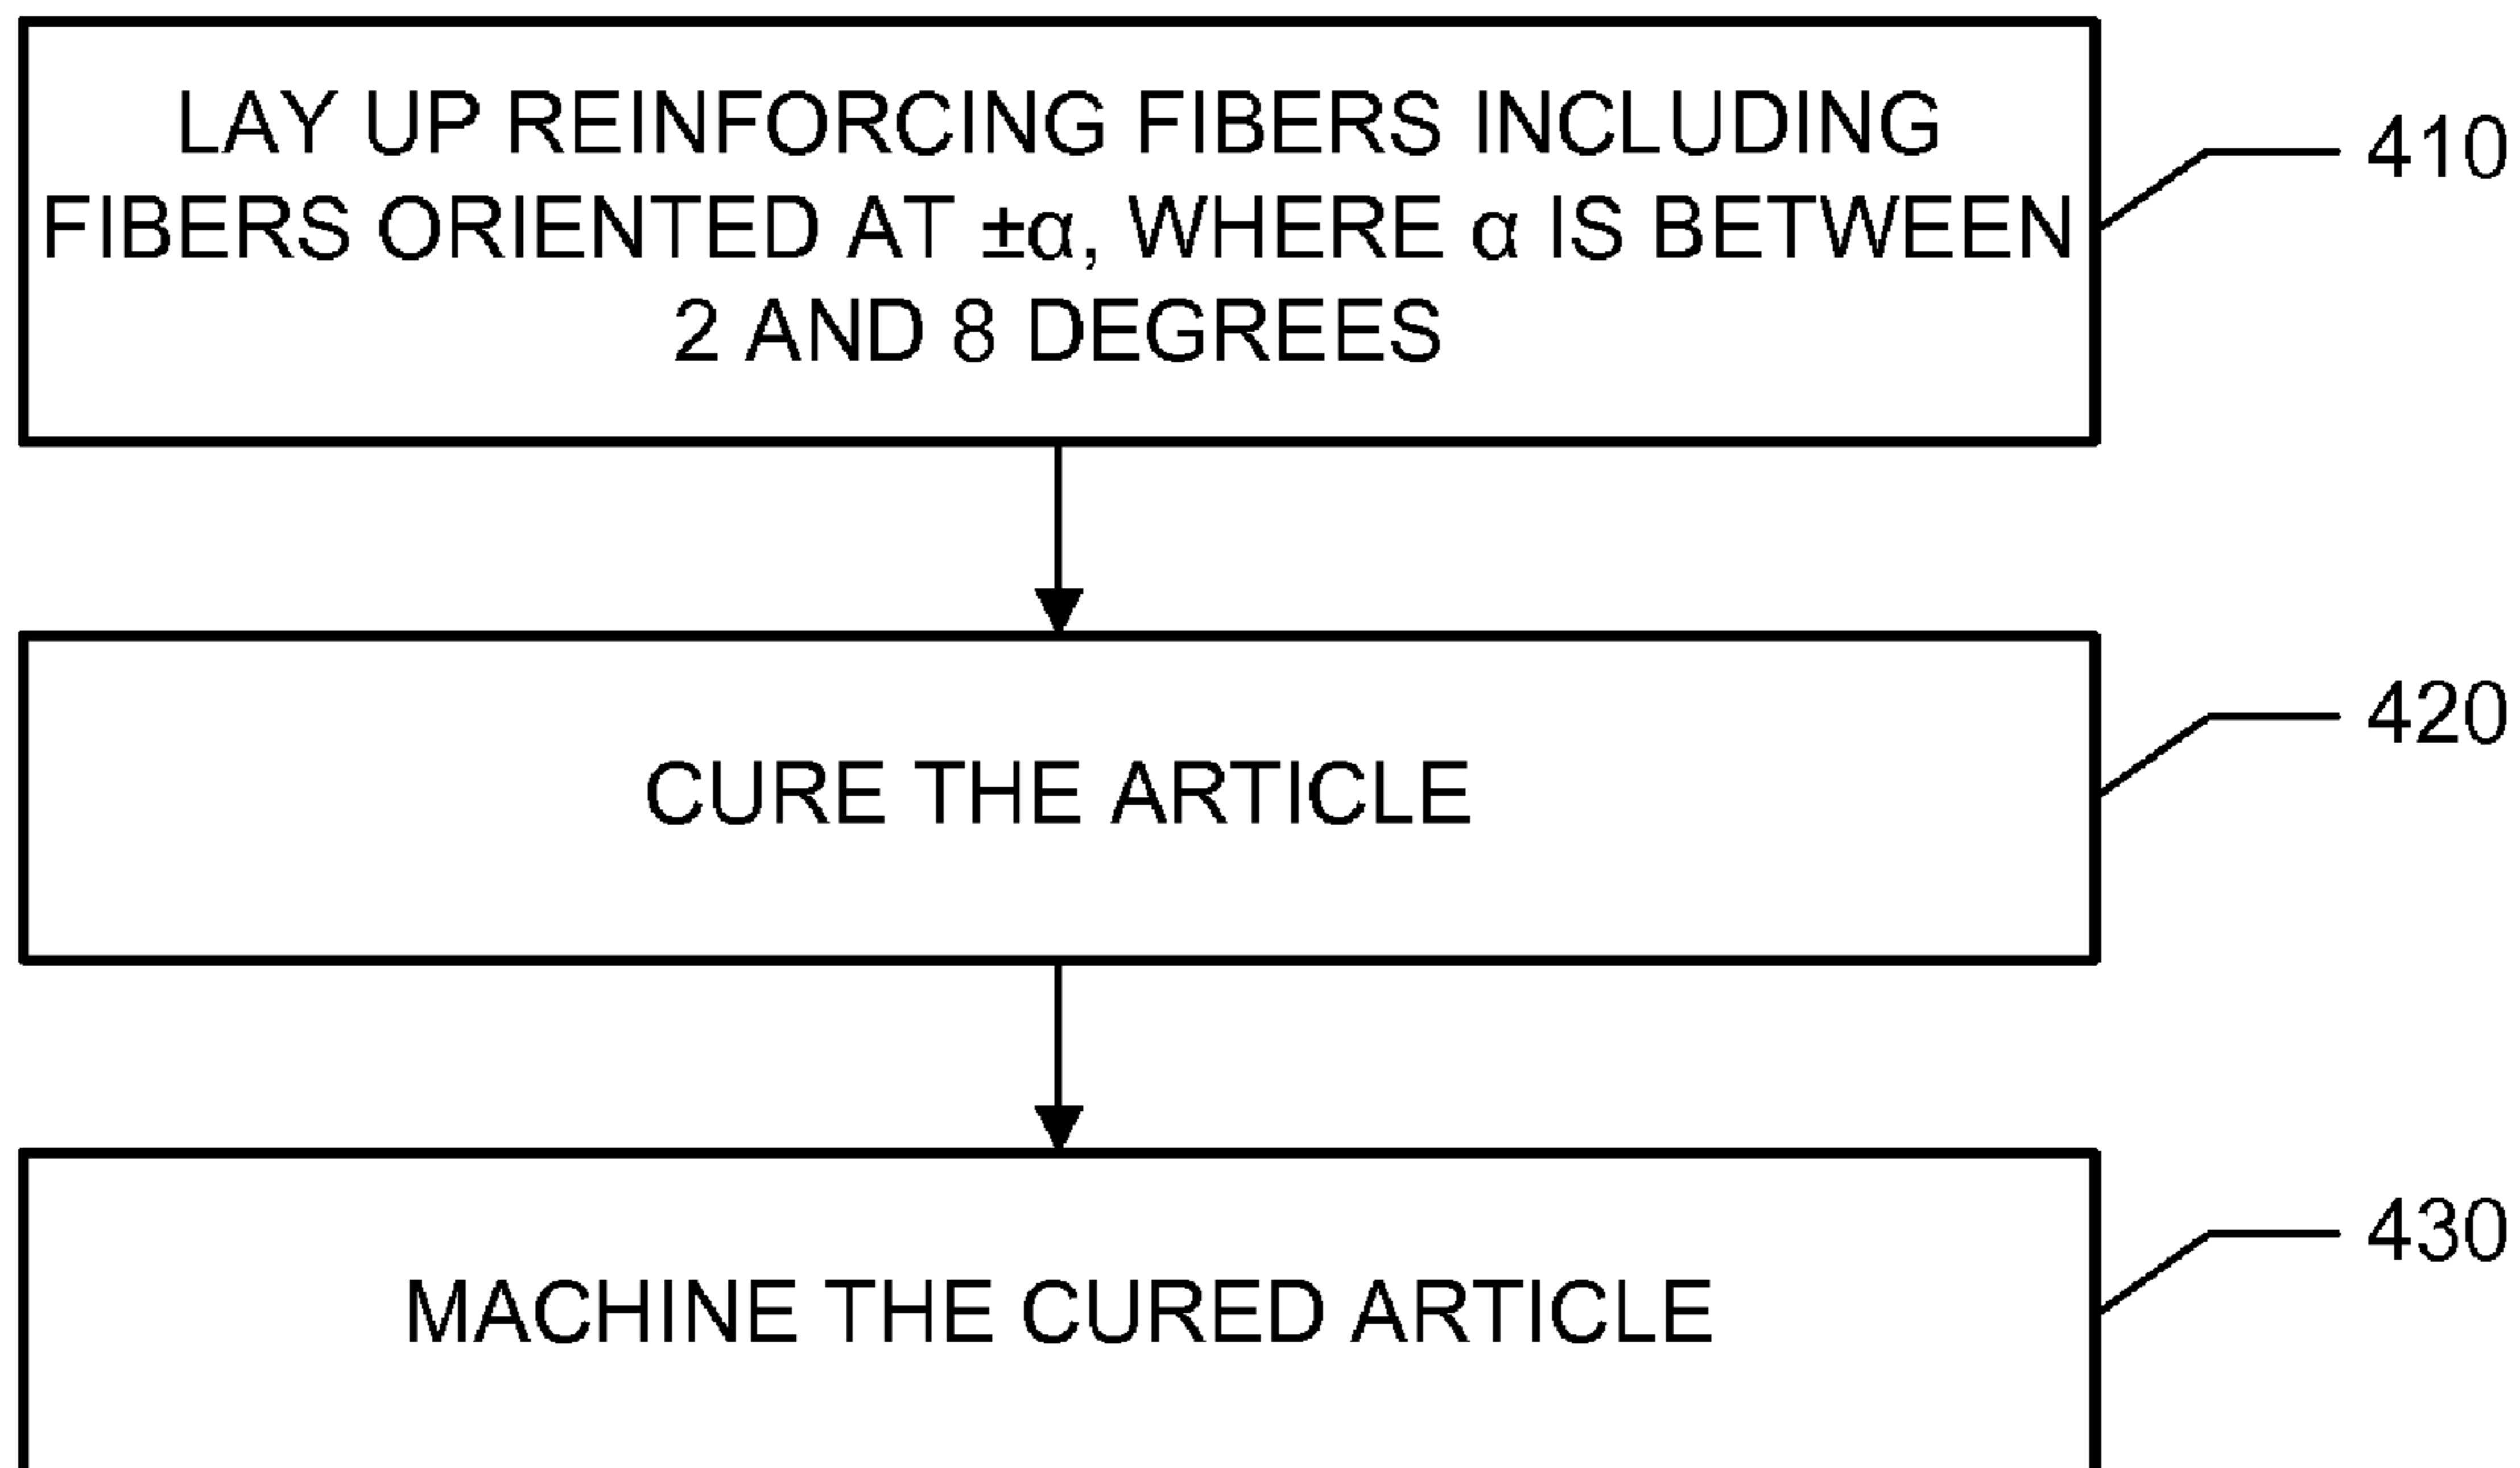 LAY UP REINFORCING FIBERS INCLUDING
FIBERS ORIENTED AT ±α, WHERE α IS BETWEEN
2 AND 8 DEGREES
410
CURE THE ARTICLE
420
MACHINE THE CURED ARTICLE
430